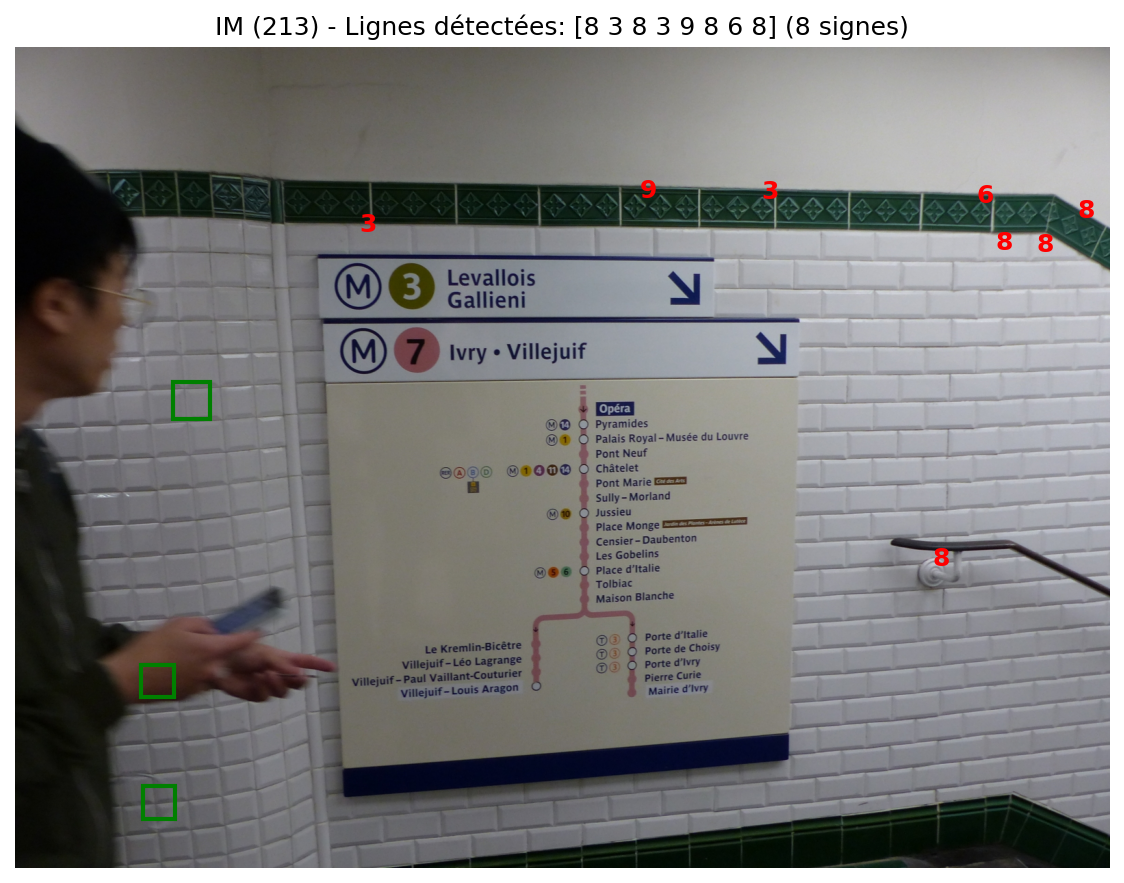 IM (213) - Lignes détectées: [8 3 8 3 9 8 6 8] (8 signes)
9
3
6
8
3
8
8
M 3 Levallois
Gallieni
M 7 Ivry • Villejuif
Opéra
M 14 Pyramides
M 1 Palais Royal – Musée du Louvre
Pont Neuf
RER A B D M 1 4 11 14 Châtelet
Pont Marie Cité des Arts
Sully – Morland
M 10 Jussieu
Place Monge Jardin des Plantes - Arènes de Lutèce
Censier – Daubenton
Les Gobelins
8
M 5 6 Place d'Italie
Tolbiac
Maison Blanche
Le Kremlin-Bicêtre
Villejuif – Léo Lagrange
Villejuif – Paul Vaillant-Couturier
Villejuif – Louis Aragon
T 3 Porte d'Italie
T 3 Porte de Choisy
T 3 Porte d'Ivry
Pierre Curie
Mairie d'Ivry